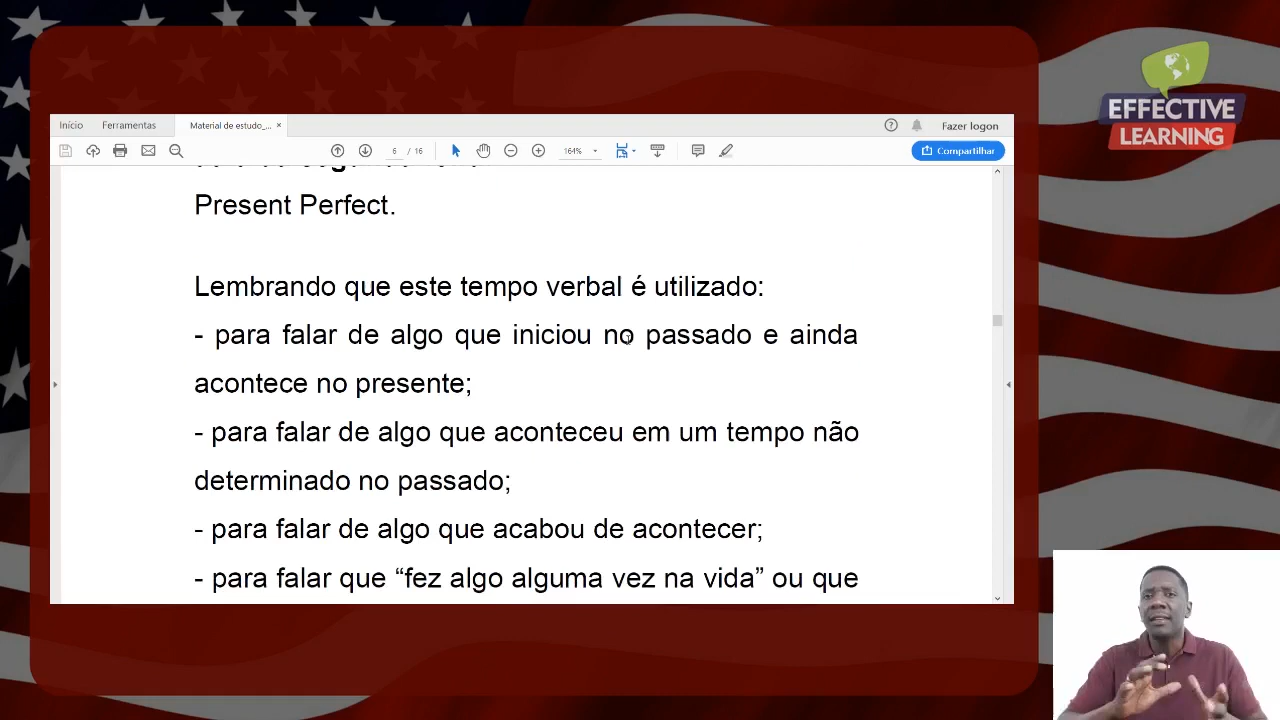 EFFECTIVE
LEARNING
Início Ferramentas Material de estudo_... × Fazer logon
6 / 16 164% Compartilhar
Present Perfect.
Lembrando que este tempo verbal é utilizado:
- para falar de algo que iniciou no passado e ainda
acontece no presente;
- para falar de algo que aconteceu em um tempo não
determinado no passado;
- para falar de algo que acabou de acontecer;
- para falar que “fez algo alguma vez na vida” ou que